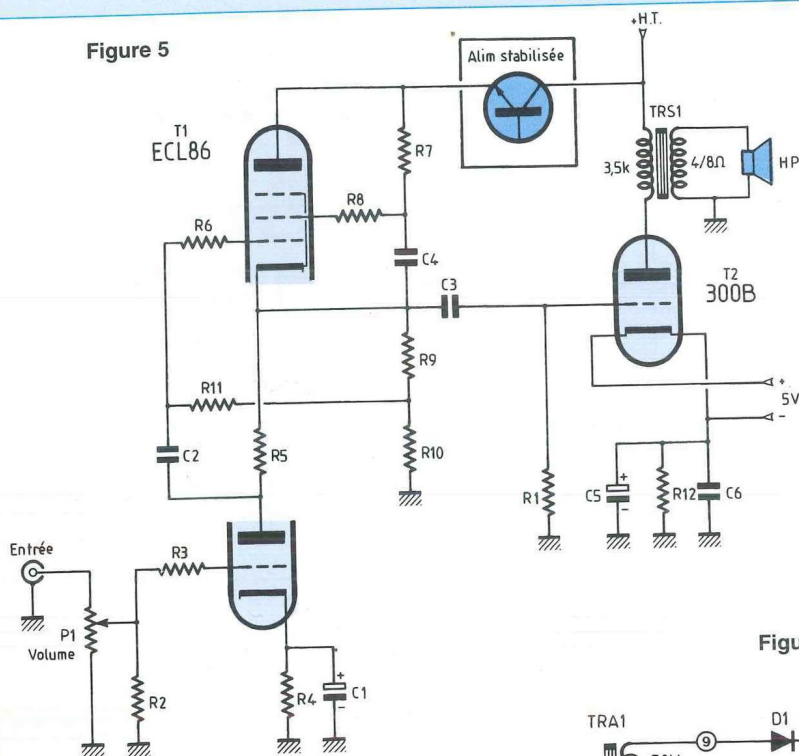 Figure 5
+H.T.
Alim stabilisée
T1
ECL86
R7
TRS1
3,5k
4/8Ω
HP
R6
R8
C4
T2
300B
C3
R9
R11
+
5V
-
C2
R5
R10
R1
+
C5
-
R12
C6
Entrée
R3
P1
Volume
R2
R4
+
C1
-
Figu
TRA1
9
D1